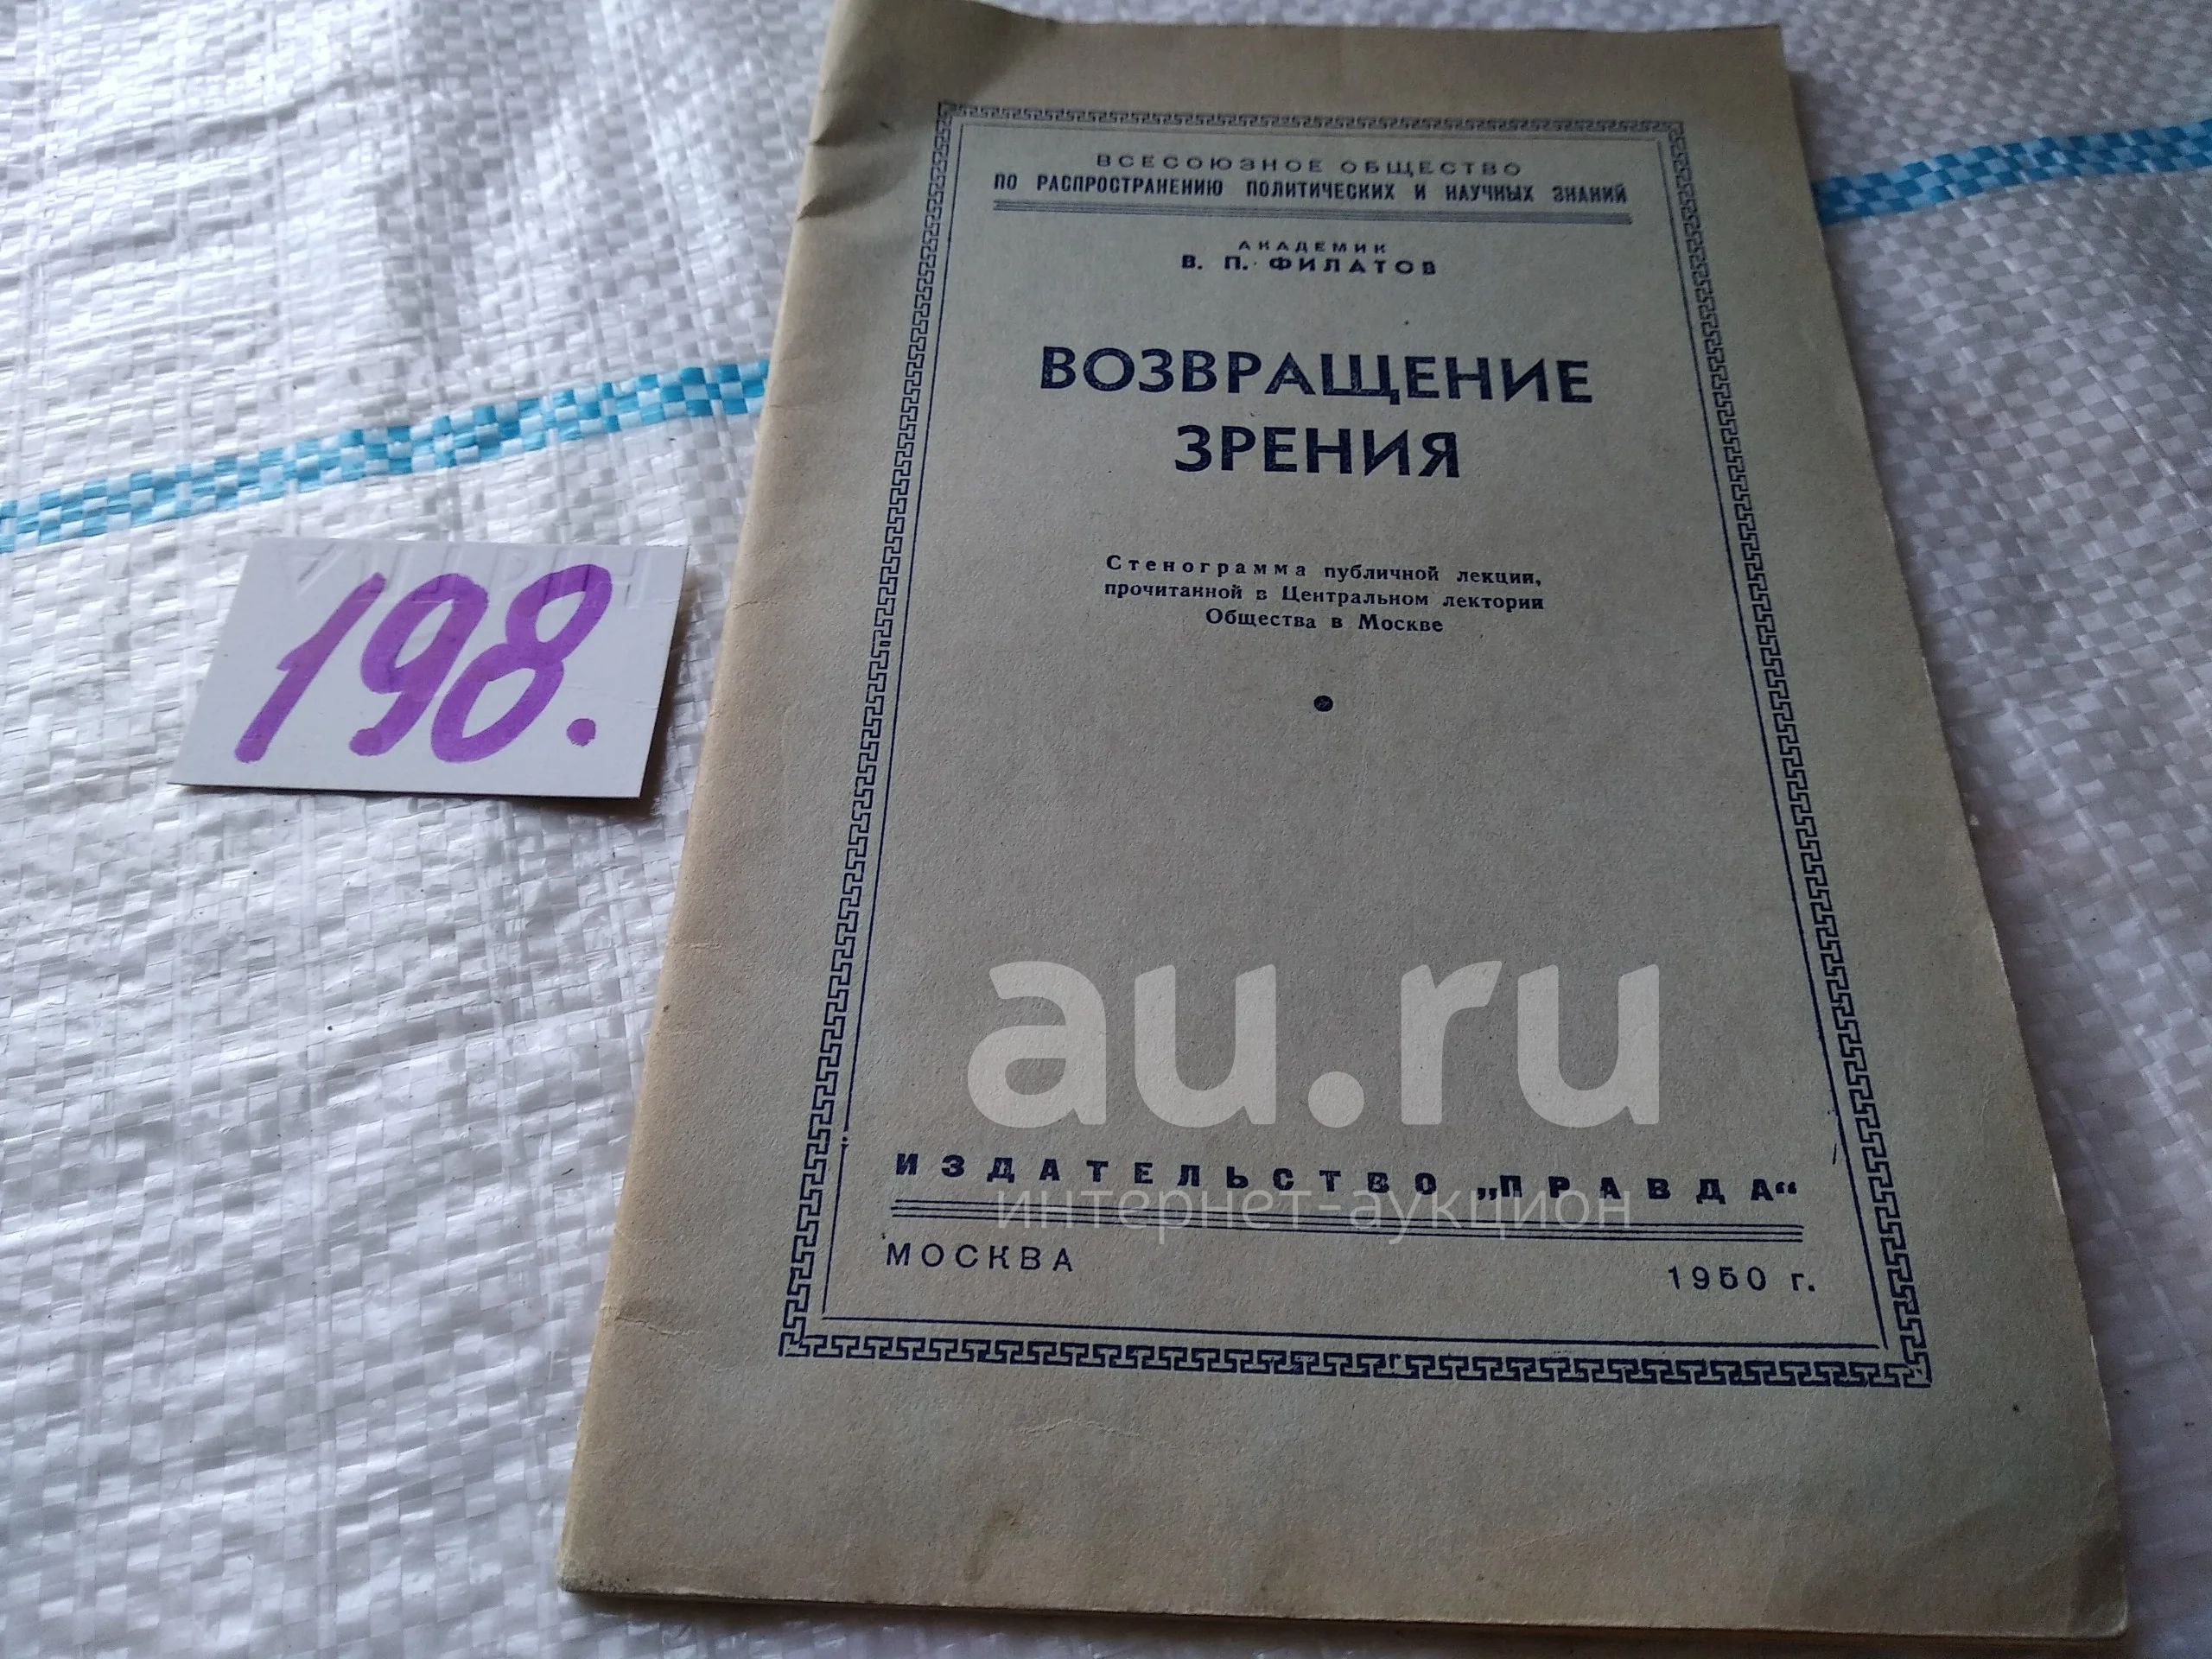 ВСЕСОЮЗНОЕ ОБЩЕСТВО
ПО РАСПРОСТРАНЕНИЮ ПОЛИТИЧЕСКИХ И НАУЧНЫХ ЗНАНИЙ
АКАДЕМИК
В. П. ФИЛАТОВ
ВОЗВРАЩЕНИЕ
ЗРЕНИЯ
Стенограмма публичной лекции,
прочитанной в Центральном лектории
Общества в Москве
198.
au.ru
ИЗДАТЕЛЬСТВО „ПРАВДА“
интернет-аукцион
МОСКВА
1950 г.